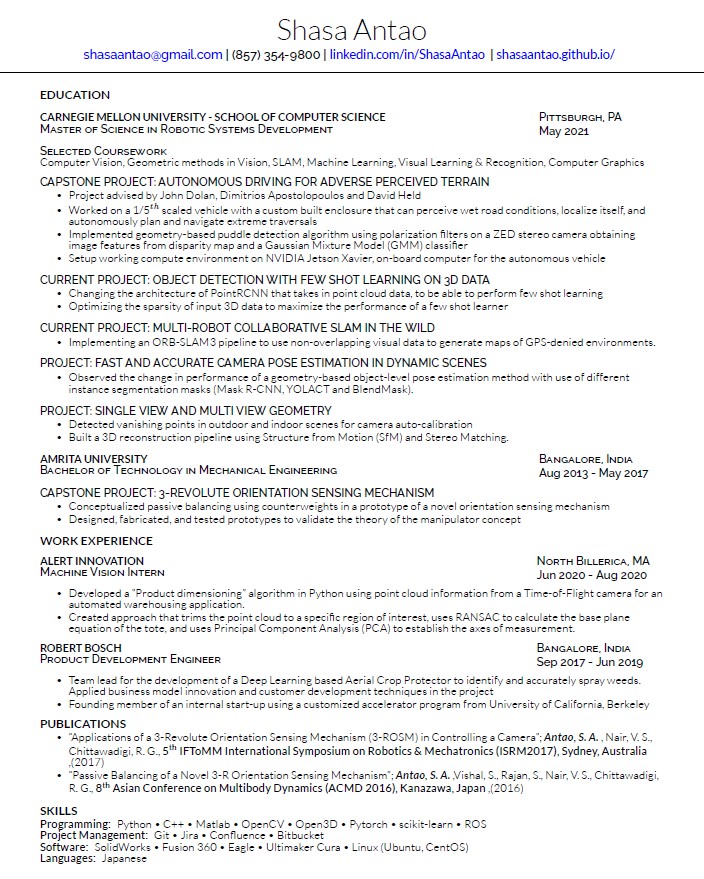 Shasa Antao
shasaantao@gmail.com | (857) 354-9800 | linkedin.com/in/ShasaAntao | shasaantao.github.io/
EDUCATION
CARNEGIE MELLON UNIVERSITY - SCHOOL OF COMPUTER SCIENCE Pittsburgh, PA
Master of Science in Robotic Systems Development May 2021
Selected Coursework
Computer Vision, Geometric methods in Vision, SLAM, Machine Learning, Visual Learning & Recognition, Computer Graphics
CAPSTONE PROJECT: AUTONOMOUS DRIVING FOR ADVERSE PERCEIVED TERRAIN
• Project advised by John Dolan, Dimitrios Apostolopoulos and David Held
• Worked on a 1/5th scaled vehicle with a custom built enclosure that can perceive wet road conditions, localize itself, and
autonomously plan and navigate extreme traversals
• Implemented geometry-based puddle detection algorithm using polarization filters on a ZED stereo camera obtaining
image features from disparity map and a Gaussian Mixture Model (GMM) classifier
• Setup working compute environment on NVIDIA Jetson Xavier, on-board computer for the autonomous vehicle
CURRENT PROJECT: OBJECT DETECTION WITH FEW SHOT LEARNING ON 3D DATA
• Changing the architecture of PointRCNN that takes in point cloud data, to be able to perform few shot learning
• Optimizing the sparsity of input 3D data to maximize the performance of a few shot learner
CURRENT PROJECT: MULTI-ROBOT COLLABORATIVE SLAM IN THE WILD
• Implementing an ORB-SLAM3 pipeline to use non-overlapping visual data to generate maps of GPS-denied environments.
PROJECT: FAST AND ACCURATE CAMERA POSE ESTIMATION IN DYNAMIC SCENES
• Observed the change in performance of a geometry-based object-level pose estimation method with use of different
instance segmentation masks (Mask R-CNN, YOLACT and BlendMask).
PROJECT: SINGLE VIEW AND MULTI VIEW GEOMETRY
• Detected vanishing points in outdoor and indoor scenes for camera auto-calibration
• Built a 3D reconstruction pipeline using Structure from Motion (SfM) and Stereo Matching.
AMRITA UNIVERSITY Bangalore, India
Bachelor of Technology in Mechanical Engineering Aug 2013 - May 2017
CAPSTONE PROJECT: 3-REVOLUTE ORIENTATION SENSING MECHANISM
• Conceptualized passive balancing using counterweights in a prototype of a novel orientation sensing mechanism
• Designed, fabricated, and tested prototypes to validate the theory of the manipulator concept
WORK EXPERIENCE
ALERT INNOVATION North Billerica, MA
Machine Vision Intern Jun 2020 - Aug 2020
• Developed a "Product dimensioning" algorithm in Python using point cloud information from a Time-of-Flight camera for an
automated warehousing application.
• Created approach that trims the point cloud to a specific region of interest, uses RANSAC to calculate the base plane
equation of the tote, and uses Principal Component Analysis (PCA) to establish the axes of measurement.
ROBERT BOSCH Bangalore, India
Product Development Engineer Sep 2017 - Jun 2019
• Team lead for the development of a Deep Learning based Aerial Crop Protector to identify and accurately spray weeds.
Applied business model innovation and customer development techniques in the project
• Founding member of an internal start-up using a customized accelerator program from University of California, Berkeley
PUBLICATIONS
• "Applications of a 3-Revolute Orientation Sensing Mechanism (3-ROSM) in Controlling a Camera"; Antao, S. A. , Nair, V. S.,
Chittawadigi, R. G., 5th IFToMM International Symposium on Robotics & Mechatronics (ISRM2017), Sydney, Australia
,(2017)
• "Passive Balancing of a Novel 3-R Orientation Sensing Mechanism"; Antao, S. A. ,Vishal, S., Rajan, S., Nair, V. S., Chittawadigi,
R. G., 8th Asian Conference on Multibody Dynamics (ACMD 2016), Kanazawa, Japan ,(2016)
SKILLS
Programming: Python • C++ • Matlab • OpenCV • Open3D • Pytorch • scikit-learn • ROS
Project Management: Git • Jira • Confluence • Bitbucket
Software: SolidWorks • Fusion 360 • Eagle • Ultimaker Cura • Linux (Ubuntu, CentOS)
Languages: Japanese